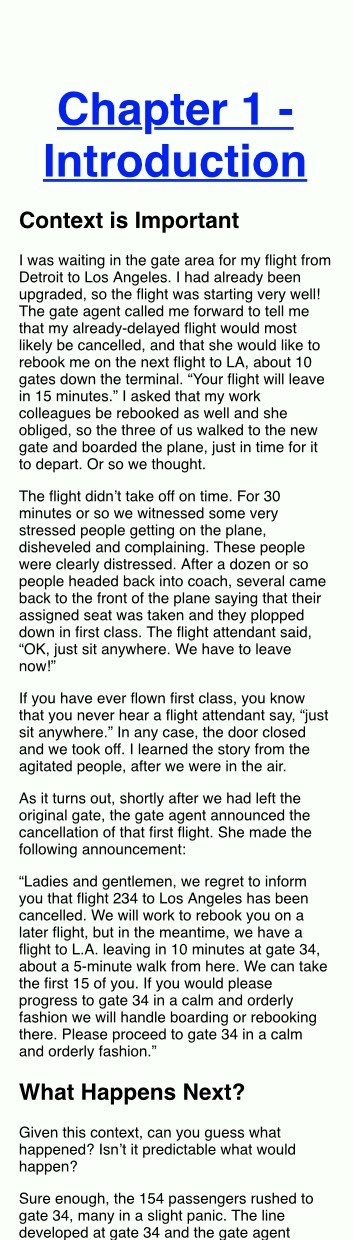 Chapter 1 -
Introduction
Context is Important
I was waiting in the gate area for my flight from
Detroit to Los Angeles. I had already been
upgraded, so the flight was starting very well!
The gate agent called me forward to tell me
that my already-delayed flight would most
likely be cancelled, and that she would like to
rebook me on the next flight to LA, about 10
gates down the terminal. “Your flight will leave
in 15 minutes.” I asked that my work
colleagues be rebooked as well and she
obliged, so the three of us walked to the new
gate and boarded the plane, just in time for it
to depart. Or so we thought.
The flight didn’t take off on time. For 30
minutes or so we witnessed some very
stressed people getting on the plane,
disheveled and complaining. These people
were clearly distressed. After a dozen or so
people headed back into coach, several came
back to the front of the plane saying that their
assigned seat was taken and they plopped
down in first class. The flight attendant said,
“OK, just sit anywhere. We have to leave
now!”
If you have ever flown first class, you know
that you never hear a flight attendant say, “just
sit anywhere.” In any case, the door closed
and we took off. I learned the story from the
agitated people, after we were in the air.
As it turns out, shortly after we had left the
original gate, the gate agent announced the
cancellation of that first flight. She made the
following announcement:
“Ladies and gentlemen, we regret to inform
you that flight 234 to Los Angeles has been
cancelled. We will work to rebook you on a
later flight, but in the meantime, we have a
flight to L.A. leaving in 10 minutes at gate 34,
about a 5-minute walk from here. We can take
the first 15 of you. If you would please
progress to gate 34 in a calm and orderly
fashion we will handle boarding or rebooking
there. Please proceed to gate 34 in a calm
and orderly fashion.”
What Happens Next?
Given this context, can you guess what
happened? Isn’t it predictable what would
happen?
Sure enough, the 154 passengers rushed to
gate 34, many in a slight panic. The line
developed at gate 34 and the gate agent